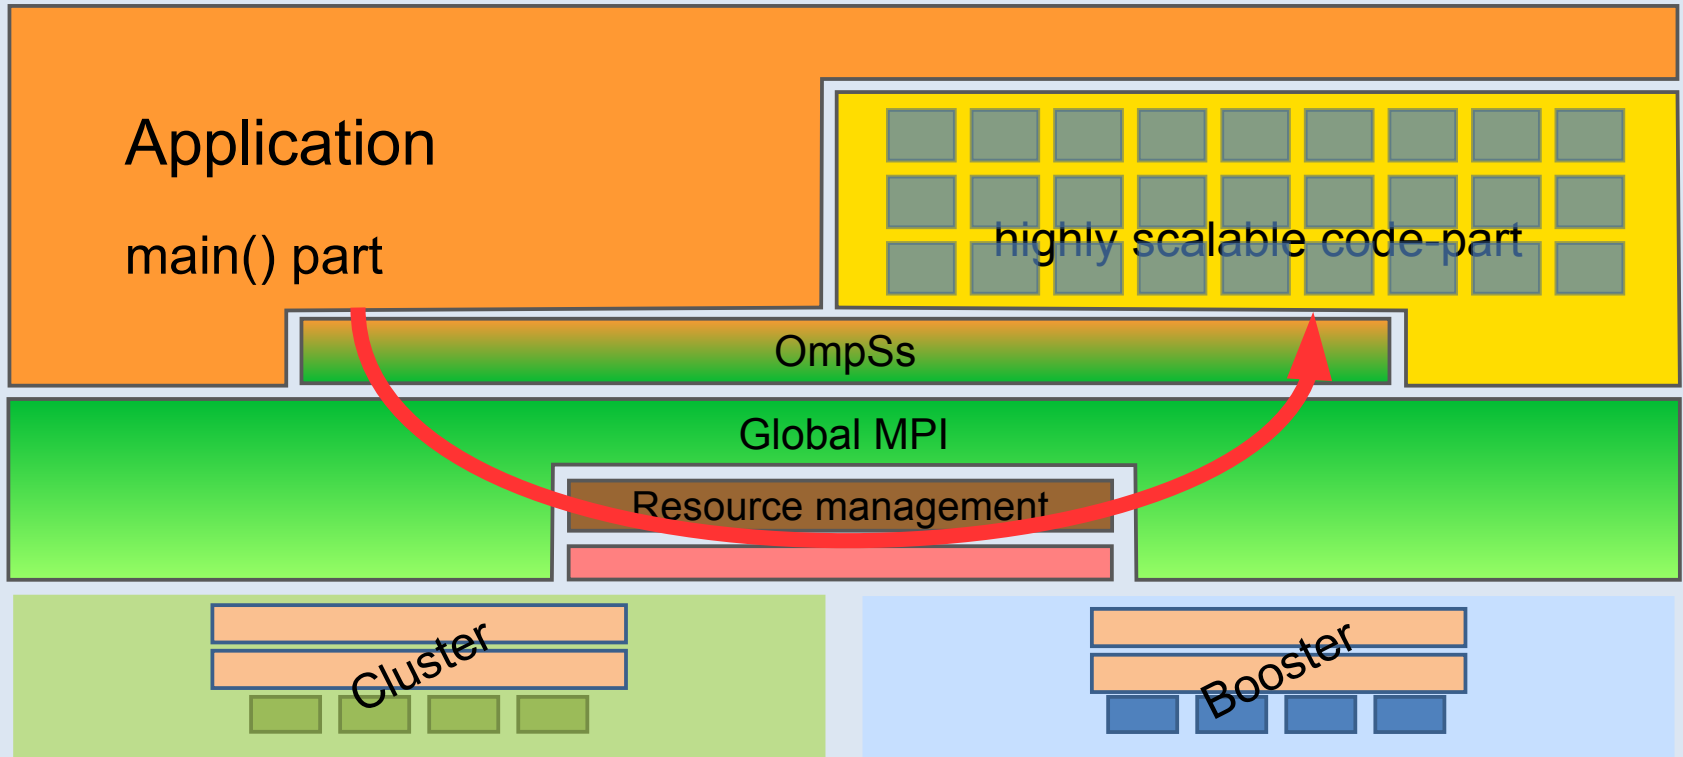 Application
main() part
highly scalable code-part
OmpSs
Global MPI
Resource management
Cluster
Booster